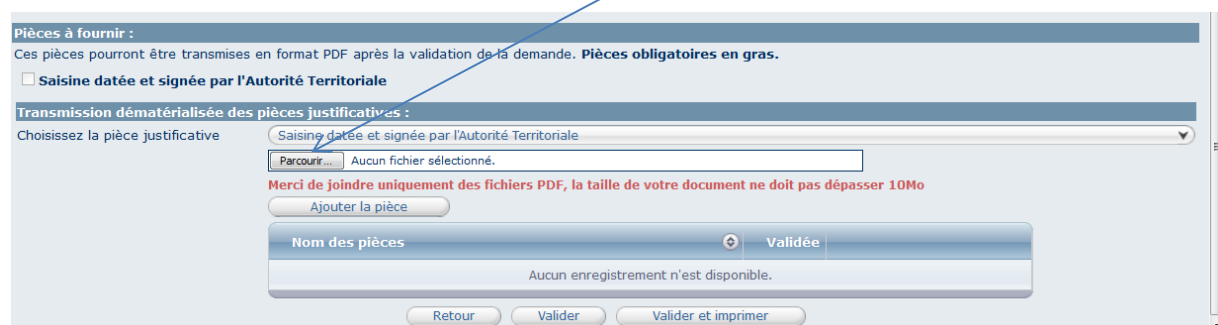 Pièces à fournir :
Ces pièces pourront être transmises en format PDF après la validation de la demande. Pièces obligatoires en gras.
Saisine datée et signée par l'Autorité Territoriale
Transmission dématérialisée des pièces justificatives :
Choisissez la pièce justificative Saisine datée et signée par l'Autorité Territoriale
Parcourir... Aucun fichier sélectionné.
Merci de joindre uniquement des fichiers PDF, la taille de votre document ne doit pas dépasser 10Mo
Ajouter la pièce
Nom des pièces Validée
Aucun enregistrement n'est disponible.
Retour Valider Valider et imprimer